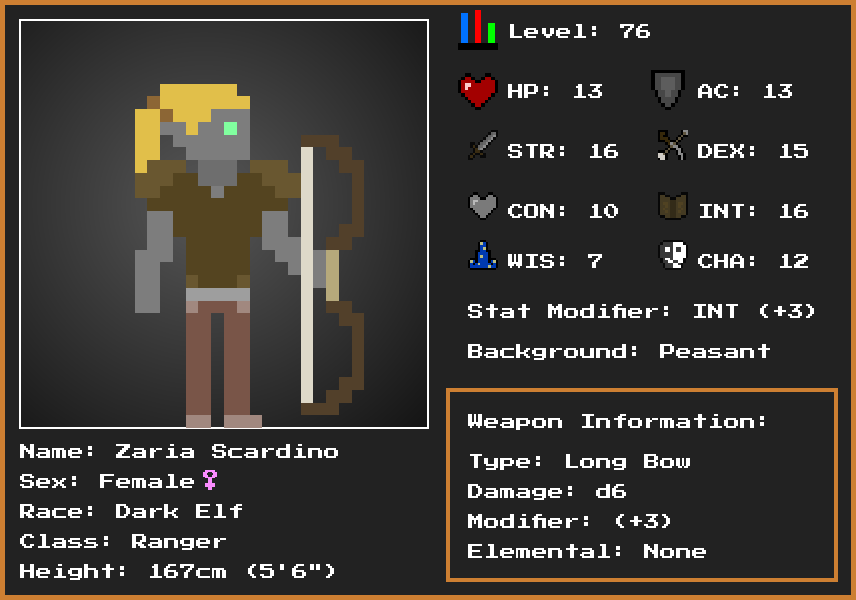 Level: 76
HP: 13 AC: 13
STR: 16 DEX: 15
CON: 10 INT: 16
WIS: 7 CHA: 12
Stat Modifier: INT (+3)
Background: Peasant
Weapon Information:
Type: Long Bow
Damage: d6
Modifier: (+3)
Elemental: None
Name: Zaria Scardino
Sex: Female♀
Race: Dark Elf
Class: Ranger
Height: 167cm (5'6")